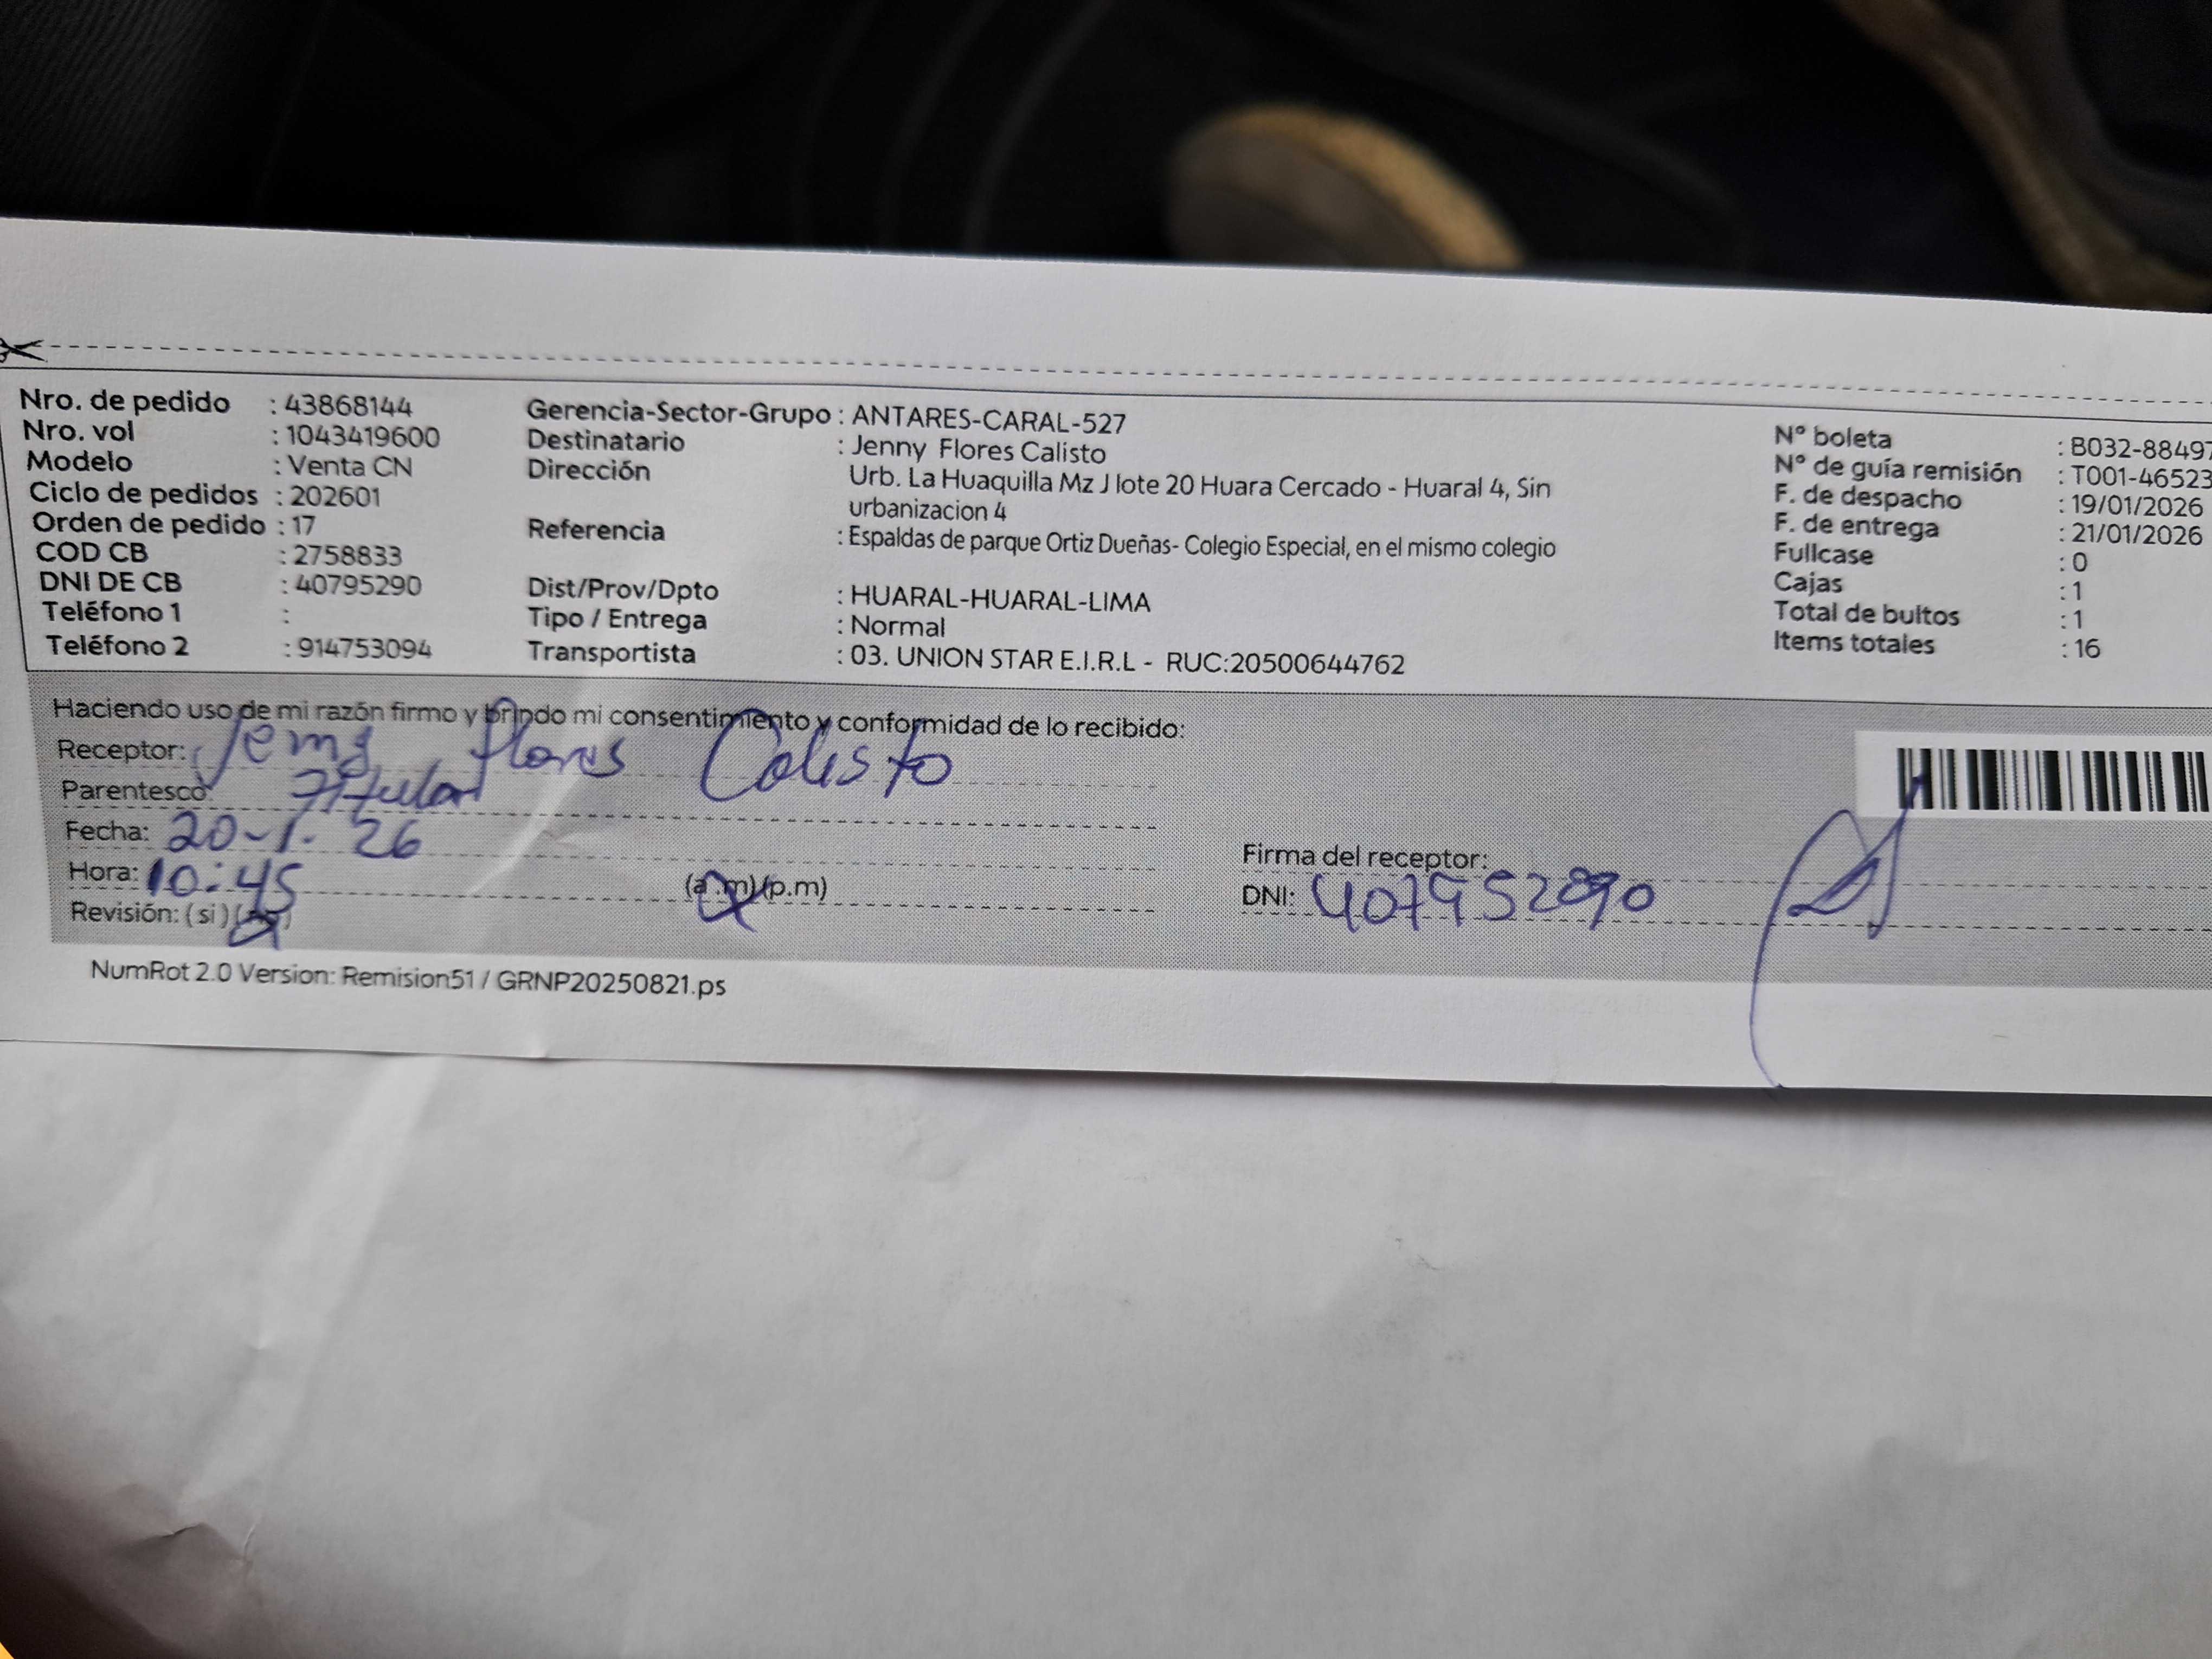 Nro. de pedido : 43868144
Nro. vol : 1043419600
Modelo : Venta CN
Ciclo de pedidos : 202601
Orden de pedido : 17
COD CB : 2758833
DNI DE CB : 40795290
Teléfono 1 :
Teléfono 2 : 914753094
Gerencia-Sector-Grupo : ANTARES-CARAL-527
Destinatario : Jenny Flores Calisto
Dirección Urb. La Huaquilla Mz J lote 20 Huara Cercado - Huaral 4, Sin
urbanizacion 4
Referencia : Espaldas de parque Ortiz Dueñas- Colegio Especial, en el mismo colegio
Dist/Prov/Dpto : HUARAL-HUARAL-LIMA
Tipo / Entrega : Normal
Transportista : 03. UNION STAR E.I.R.L - RUC:20500644762
N° boleta : B032-88497
N° de guía remisión : T001-46523
F. de despacho : 19/01/2026
F. de entrega : 21/01/2026
Fullcase : 0
Cajas : 1
Total de bultos : 1
Items totales : 16
Haciendo uso de mi razón firmo y brindo mi consentimiento y conformidad de lo recibido:
Receptor: Flores Calisto
Parentesco: Titular
Fecha: 20-1-26
Hora: 10:45 (a.m)(p.m)
Revisión: (si)
Firma del receptor:
DNI:
NumRot 2.0 Version: Remision51 / GRNP20250821.ps